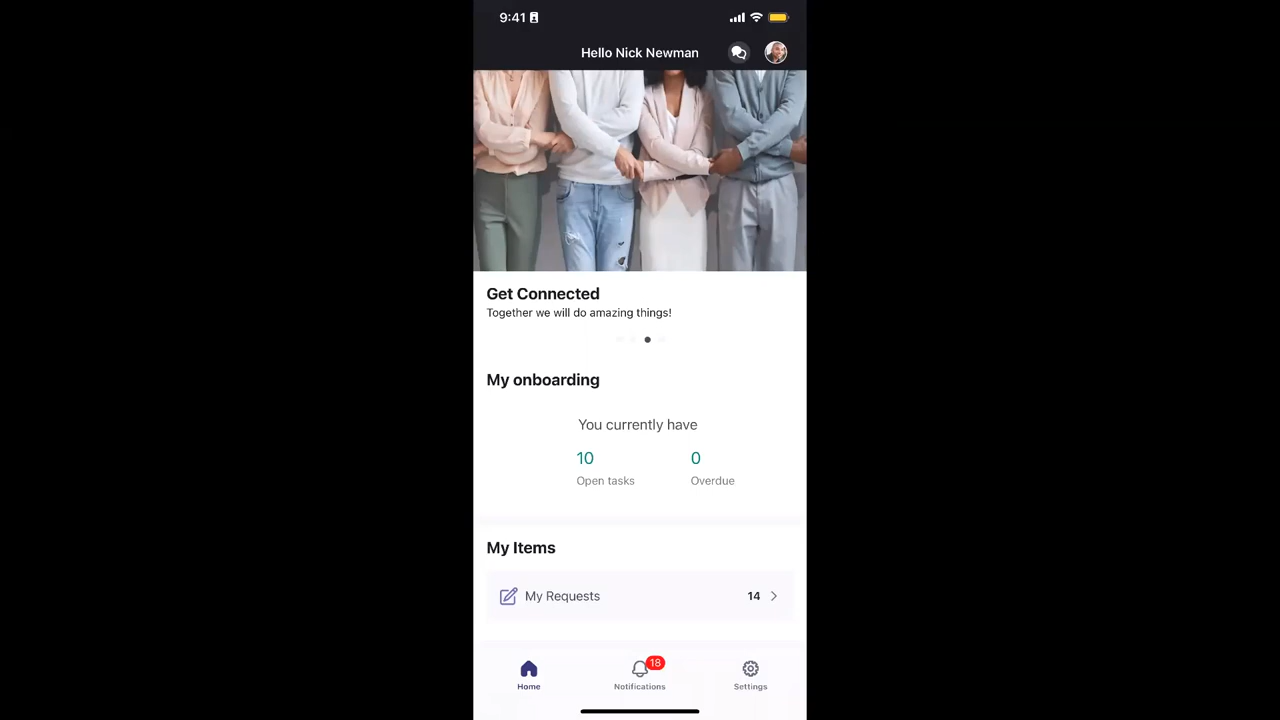 9:41
Hello Nick Newman
Get Connected
Together we will do amazing things!
My onboarding
You currently have
10 0
Open tasks Overdue
My Items
My Requests 14
18
Home Notifications Settings